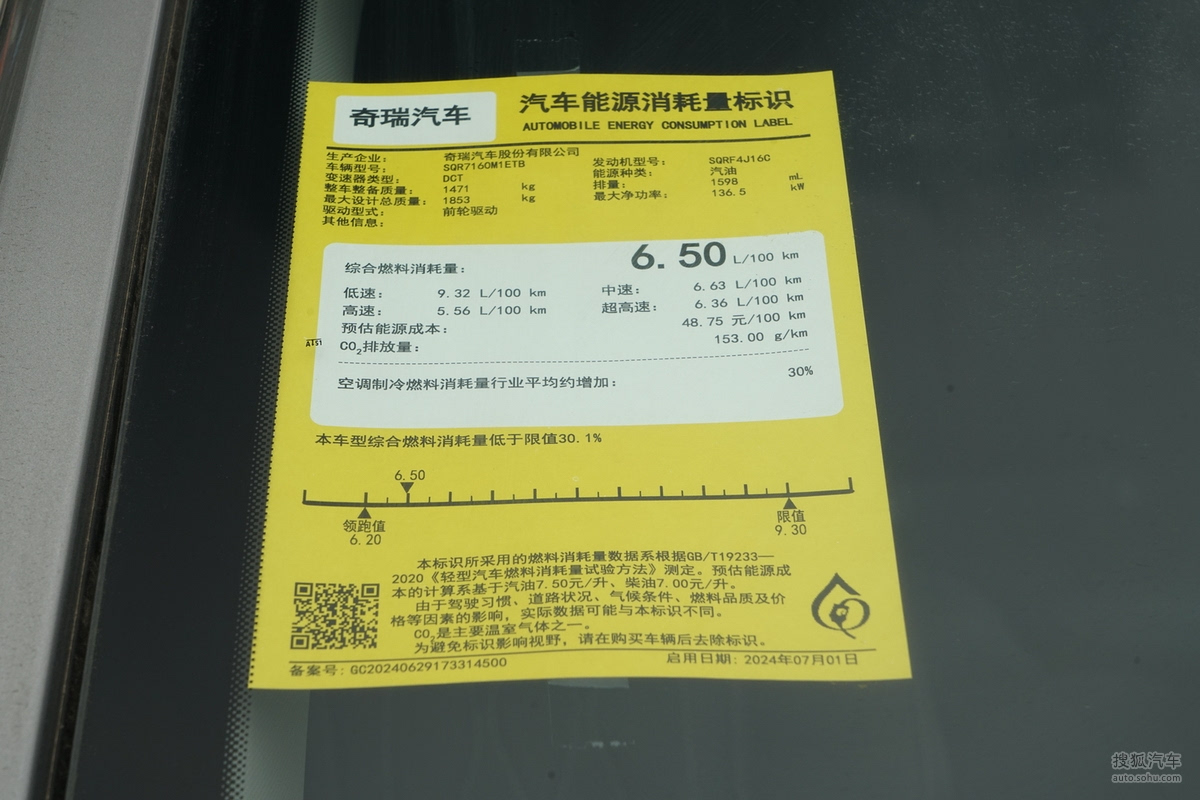 奇瑞汽车
汽车能源消耗量标识
AUTOMOBILE ENERGY CONSUMPTION LABEL
生产企业： 奇瑞汽车股份有限公司
车辆型号： SQR7160M1ETB 发动机型号： SQRF4J16C
变速器类型： DCT 能源种类： 汽油
整车整备质量： 1471 kg 排量： 1598 mL
最大设计总质量： 1853 kg 最大净功率： 136.5 kW
驱动型式： 前轮驱动
其他信息：
综合燃料消耗量： 6.50 L/100 km
低速： 9.32 L/100 km 中速： 6.63 L/100 km
高速： 5.56 L/100 km 超高速： 6.36 L/100 km
预估能源成本： 48.75 元/100 km
CO2排放量： 153.00 g/km
空调制冷燃料消耗量行业平均约增加： 30%
本车型综合燃料消耗量低于限值30.1%
6.50
领跑值
6.20
限值
9.30
本标识所采用的燃料消耗量数据系根据GB/T19233—
2020《轻型汽车燃料消耗量试验方法》测定。预估能源成
本的计算系基于汽油7.50元/升、柴油7.00元/升。
由于驾驶习惯、道路状况、气候条件、燃料品质及价
格等因素的影响，实际数据可能与本标识不同。
CO2是主要温室气体之一。
为避免标识影响视野，请在购买车辆后去除标识。
备案号：GC20240629173314500
启用日期：2024年07月01日
搜狐汽车
auto.sohu.com